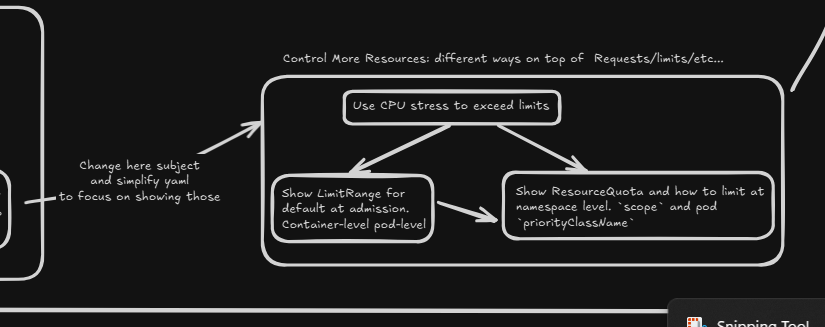 Control More Resources: different ways on top of Requests/limits/etc...
Use CPU stress to exceed limits
Change here subject
and simplify yaml
to focus on showing those
Show LimitRange for
default at admission.
Container-level pod-level
Show ResourceQuota and how to limit at
namespace level. `scope` and pod
`priorityClassName`
Snipping Tool